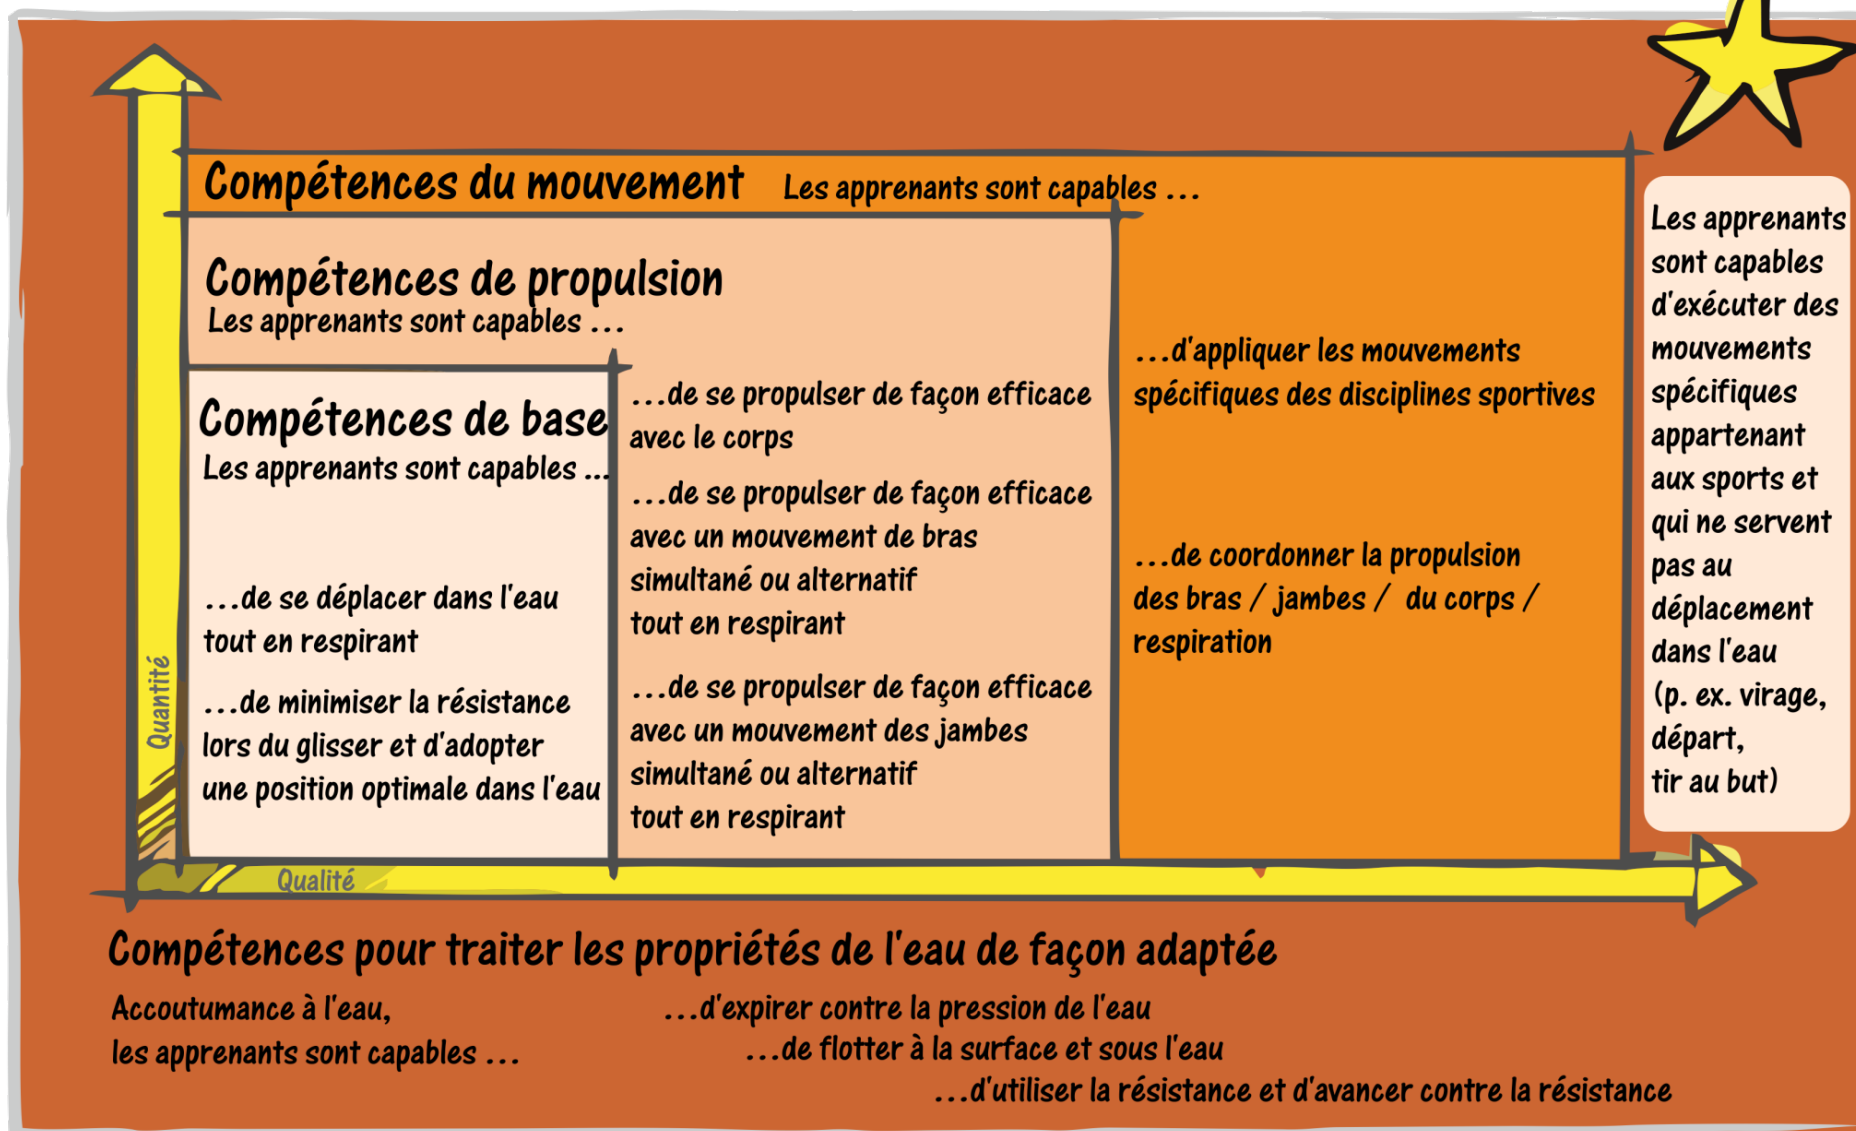 Compétences du mouvement Les apprenants sont capables ...
Compétences de propulsion
Les apprenants sont capables ...
Compétences de base
Les apprenants sont capables ...
...de se déplacer dans l'eau
tout en respirant
...de minimiser la résistance
lors du glisser et d'adopter
une position optimale dans l'eau
...de se propulser de façon efficace
avec le corps
...de se propulser de façon efficace
avec un mouvement de bras
simultané ou alternatif
tout en respirant
...de se propulser de façon efficace
avec un mouvement des jambes
simultané ou alternatif
tout en respirant
...d'appliquer les mouvements
spécifiques des disciplines sportives
...de coordonner la propulsion
des bras / jambes / du corps /
respiration
Les apprenants
sont capables
d'exécuter des
mouvements
spécifiques
appartenant
aux sports et
qui ne servent
pas au
déplacement
dans l'eau
(p. ex. virage,
départ,
tir au but)
Quantité
Qualité
Compétences pour traiter les propriétés de l'eau de façon adaptée
Accoutumance à l'eau,
les apprenants sont capables ...
...d'expirer contre la pression de l'eau
...de flotter à la surface et sous l'eau
...d'utiliser la résistance et d'avancer contre la résistance